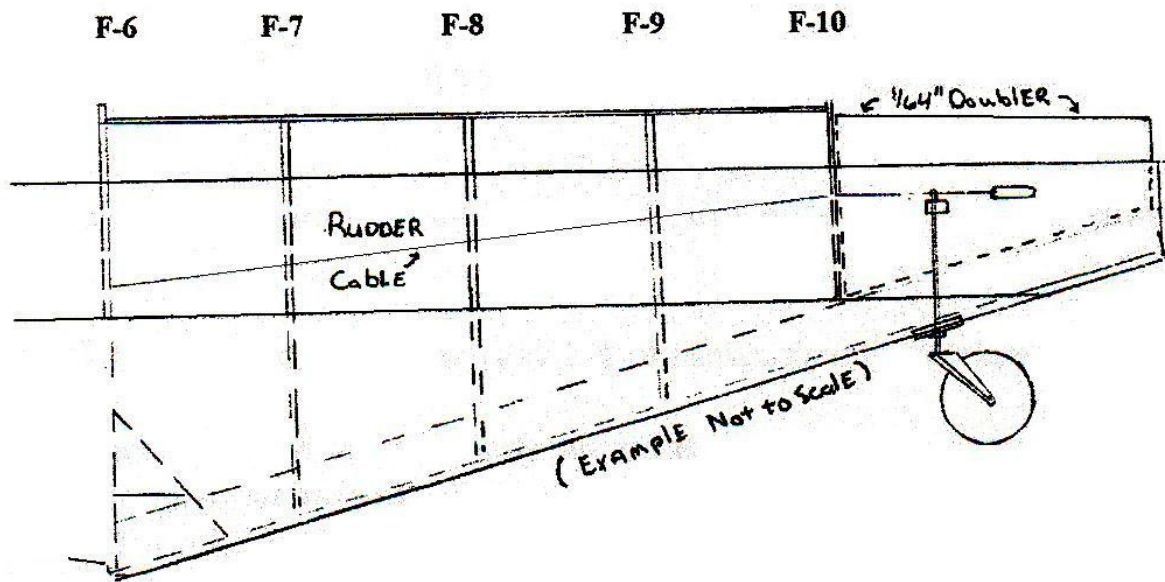 F-6 F-7 F-8 F-9 F-10
1/64" DoublER
RuDDER
CablE
(ExAmplE Not to ScalE)